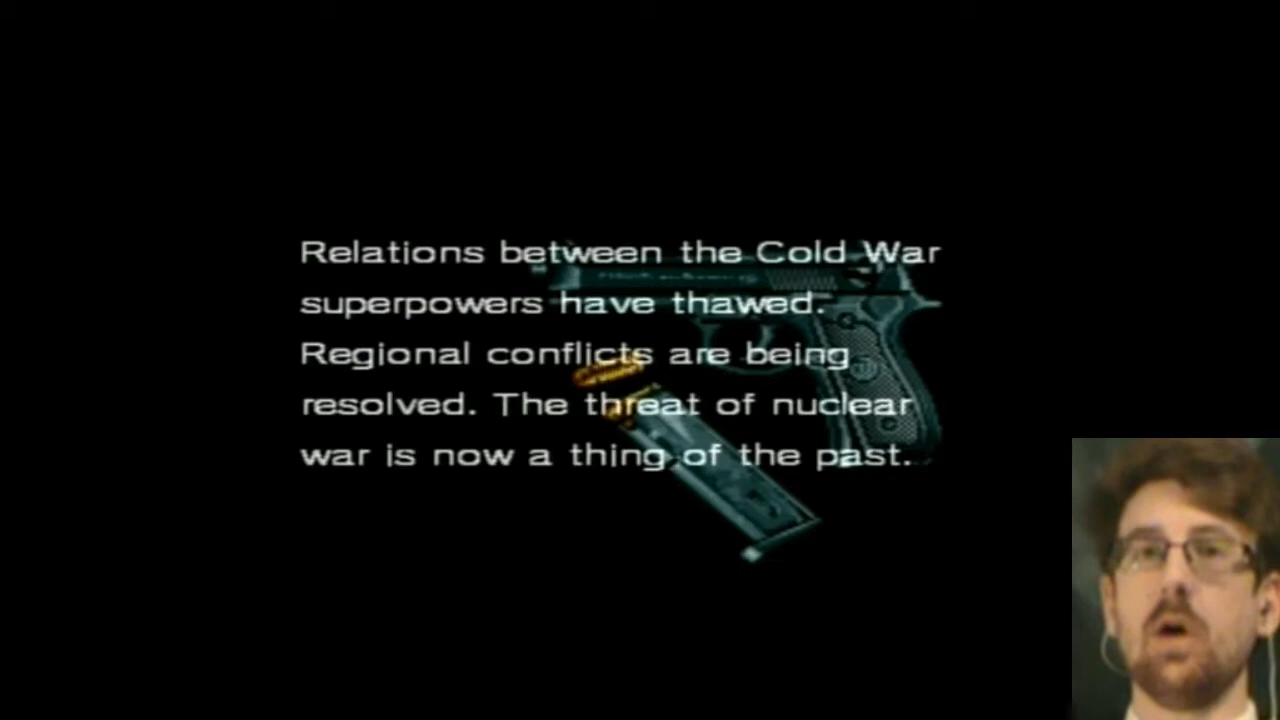 Relations between the Cold War
superpowers have thawed.
Regional conflicts are being
resolved. The threat of nuclear
war is now a thing of the past.